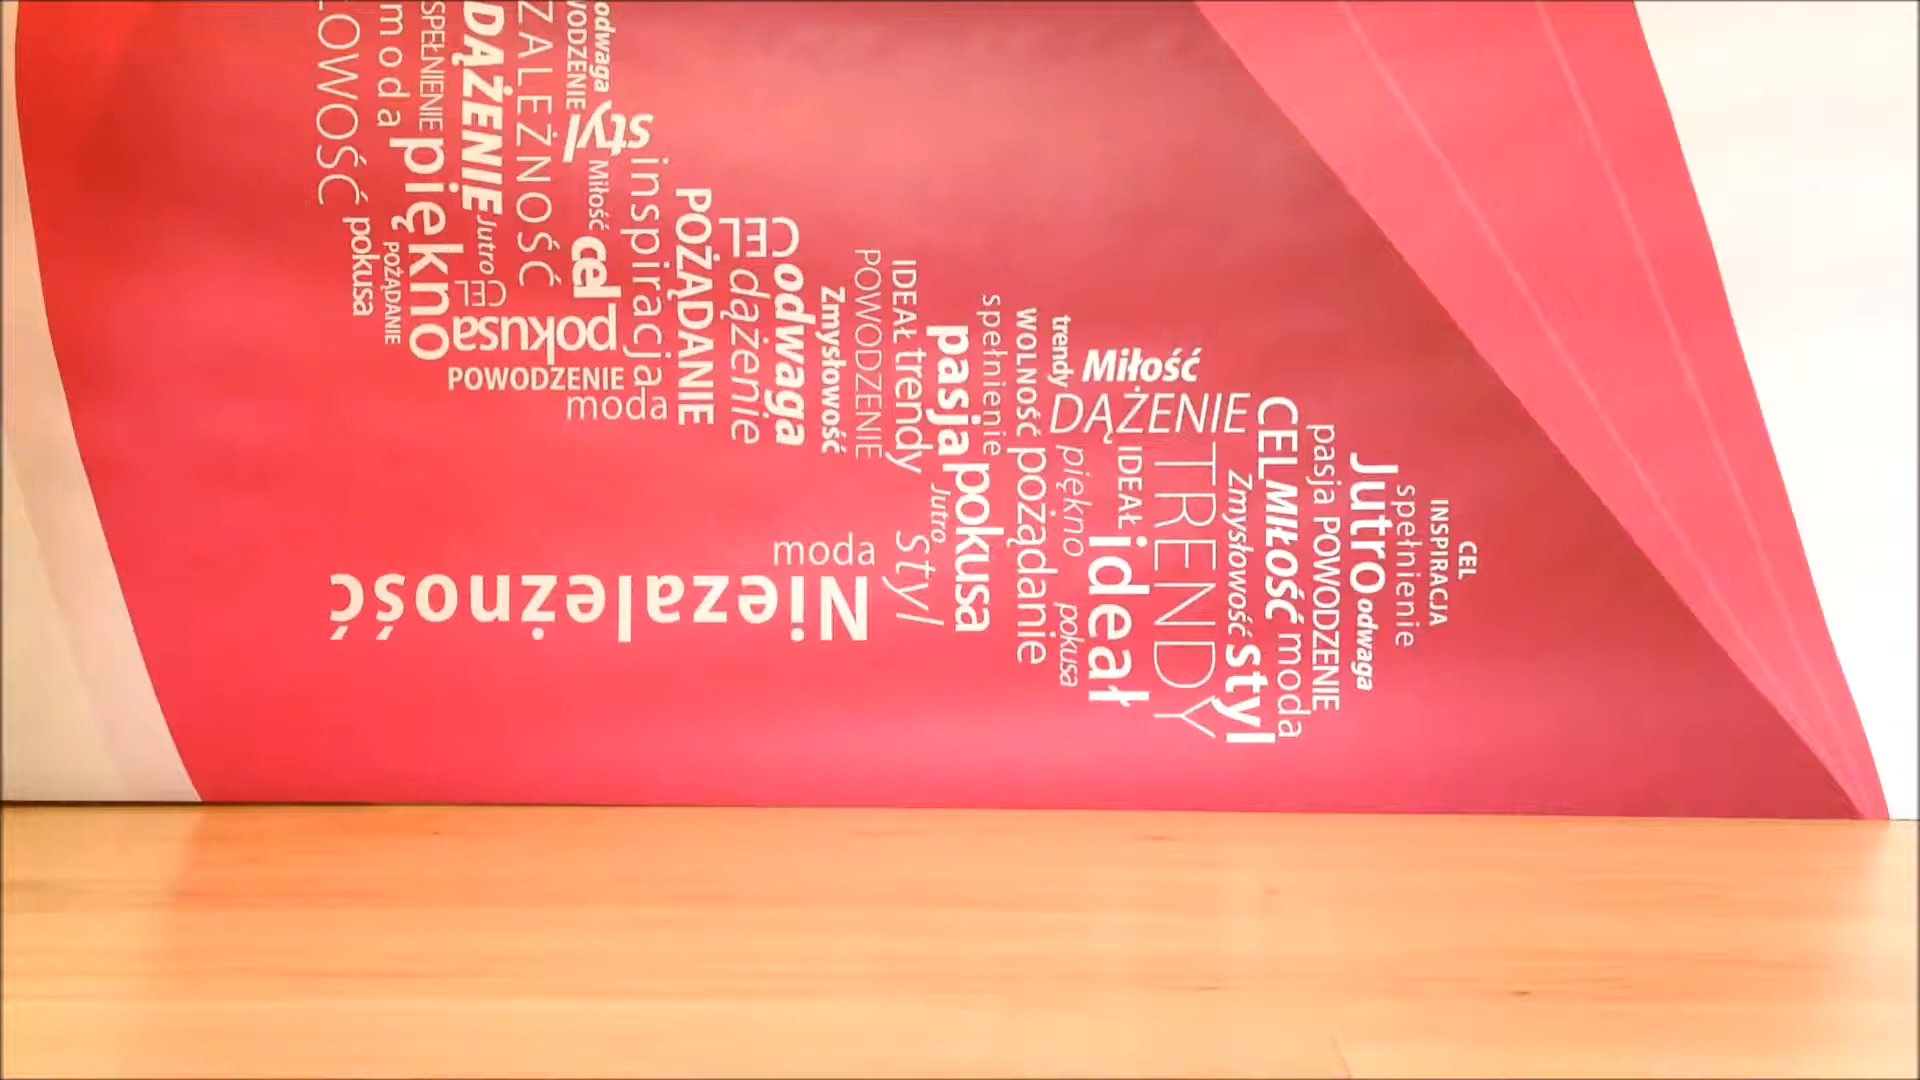 moda
SPEŁNIENIE
DĄŻENIE
odwaga
styl
Miłość
inspiracja
piękno
Jutro
cel
pokusa
POŻĄDANIE
CEL
pokusa
POWODZENIE
moda
POŻĄDANIE
CEL
dążenie
odwaga
Zmysłowość
POWODZENIE
IDEAŁ trendy
pasja
spełnienie
WOLNOŚĆ
trendy
Miłość
DĄŻENIE
CEL
pasja POWODZENIE
Jutro
spełnienie
INSPIRACJA
CEL
odwaga
MIŁOŚĆ
moda
Zmysłowość
styl
TRENDY
IDEAŁ
ideał
piękno
pokusa
pożądanie
pokusa
Jutro
Styl
moda
Niezależność